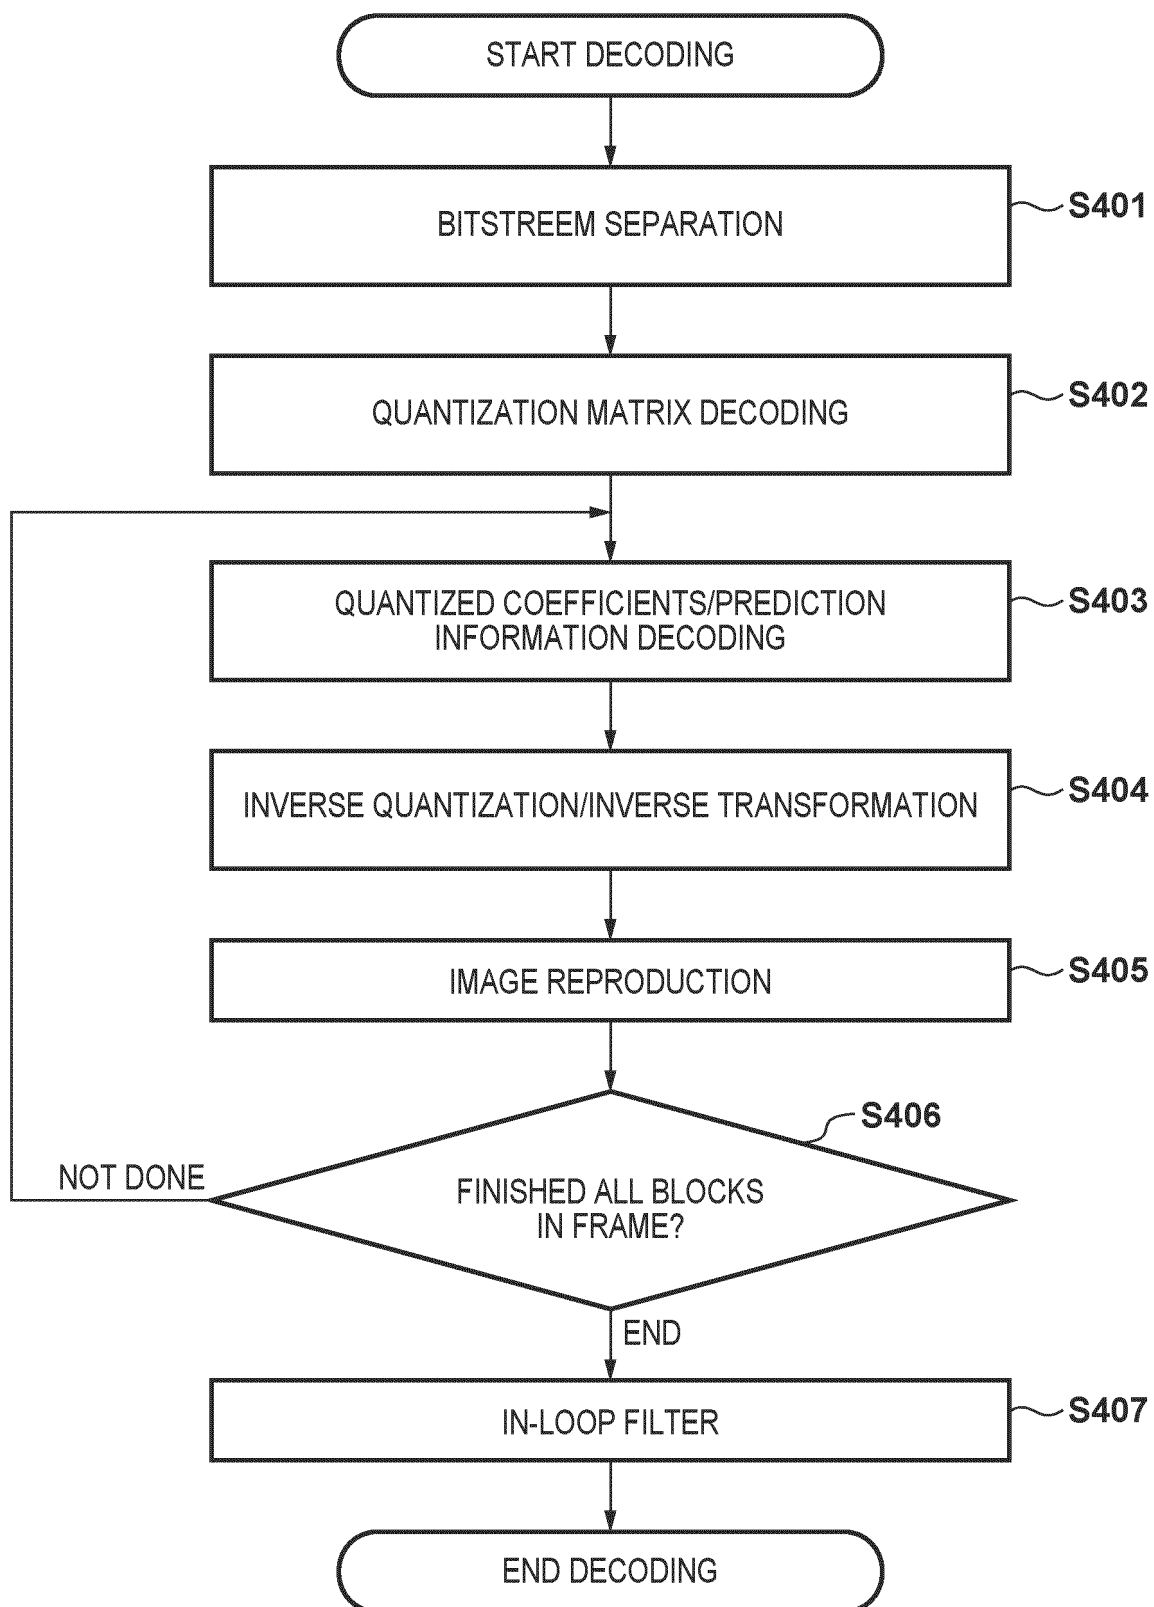 START DECODING
BITSTREEM SEPARATION
S401
QUANTIZATION MATRIX DECODING
S402
QUANTIZED COEFFICIENTS/PREDICTION
INFORMATION DECODING
S403
INVERSE QUANTIZATION/INVERSE TRANSFORMATION
S404
IMAGE REPRODUCTION
S405
S406
NOT DONE
FINISHED ALL BLOCKS
IN FRAME?
END
IN-LOOP FILTER
S407
END DECODING